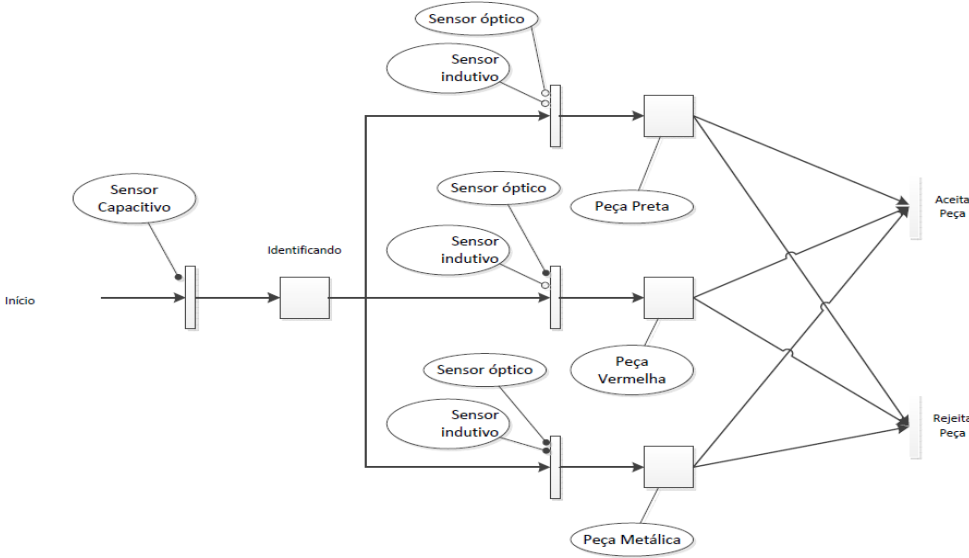 Sensor óptico
Sensor
indutivo
Peça Preta
Sensor
Capacitivo
Sensor óptico
Sensor
indutivo
Aceita
Peça
Identificando
Início
Peça
Vermelha
Sensor óptico
Sensor
indutivo
Rejeita
Peça
Peça Metálica